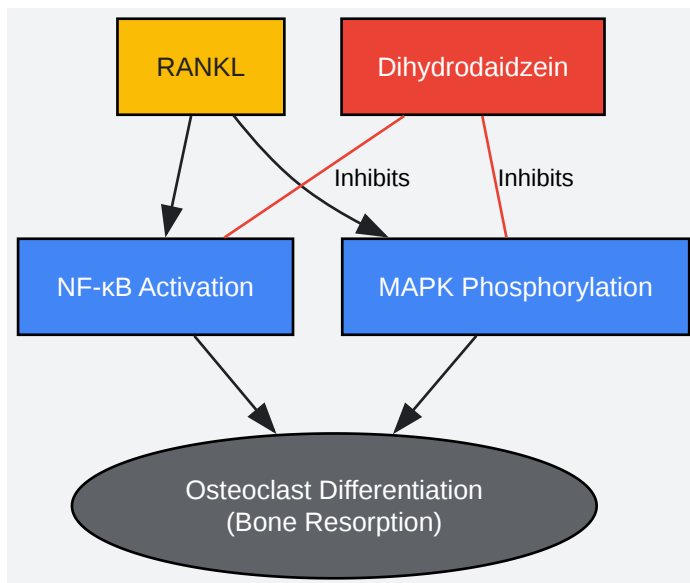 RANKL
Dihydrodaidzein
Inhibits
Inhibits
NF-κB Activation
MAPK Phosphorylation
Osteoclast Differentiation
(Bone Resorption)